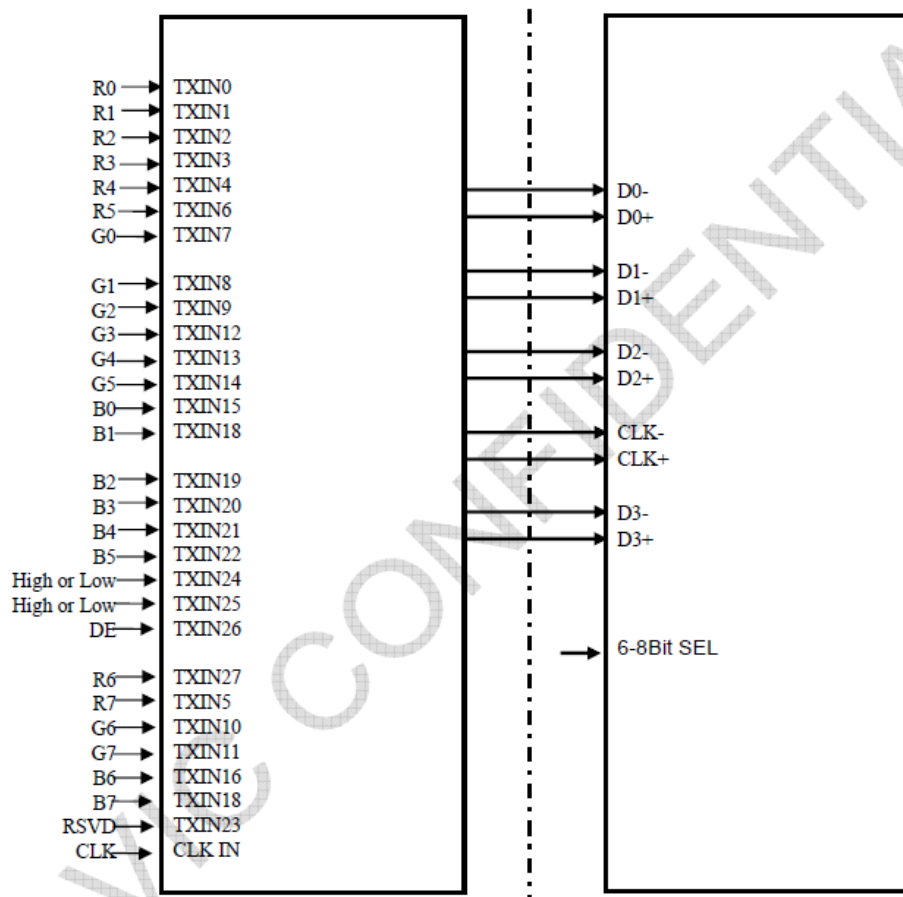 R0 TXIN0
R1 TXIN1
R2 TXIN2
R3 TXIN3
R4 TXIN4
R5 TXIN6
G0 TXIN7
G1 TXIN8
G2 TXIN9
G3 TXIN12
G4 TXIN13
G5 TXIN14
B0 TXIN15
B1 TXIN18
B2 TXIN19
B3 TXIN20
B4 TXIN21
B5 TXIN22
High or Low TXIN24
High or Low TXIN25
DE TXIN26
R6 TXIN27
R7 TXIN5
G6 TXIN10
G7 TXIN11
B6 TXIN16
B7 TXIN18
RSVD TXIN23
CLK CLK IN
D0-
D0+
D1-
D1+
D2-
D2+
CLK-
CLK+
D3-
D3+
6-8Bit SEL
VIC CONFIDENTIA